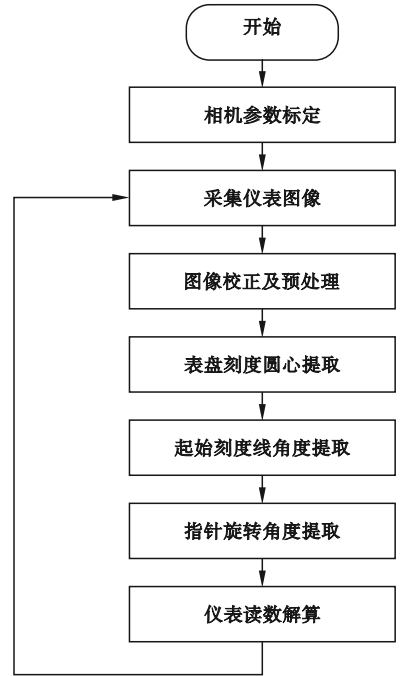 开始
相机参数标定
采集仪表图像
图像校正及预处理
表盘刻度圆心提取
起始刻度线角度提取
指针旋转角度提取
仪表读数解算